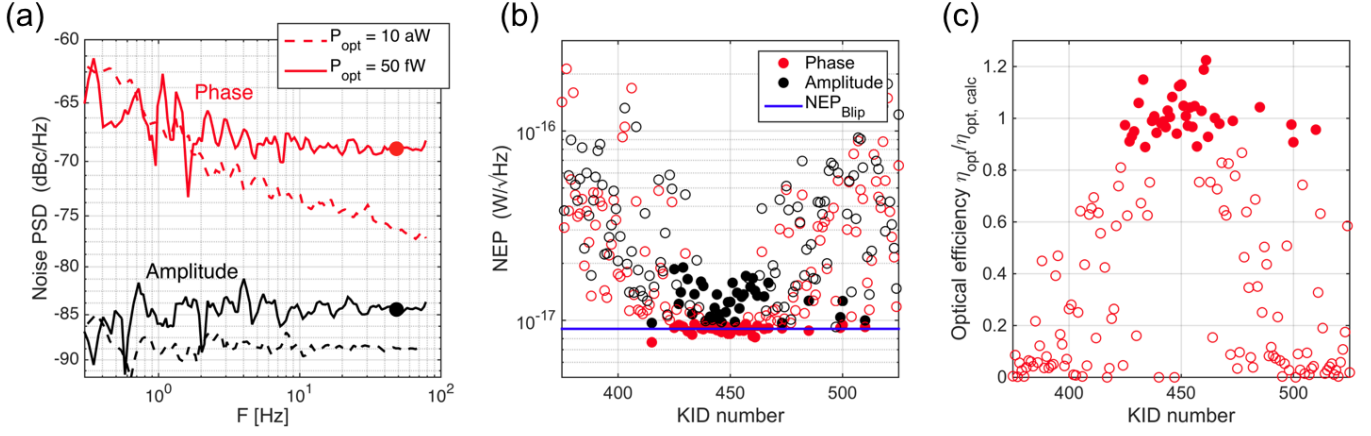 (a)
-60
-65
-70
-75
-80
-85
-90
Noise PSD (dBc/Hz)
P_opt = 10 aW
P_opt = 50 fW
Phase
Amplitude
10^0
10^1
10^2
F [Hz]
(b)
10^-16
10^-17
NEP (W/√Hz)
Phase
Amplitude
NEP_Blip
400
450
500
KID number
(c)
1.2
1
0.8
0.6
0.4
0.2
0
Optical efficiency η_opt/η_opt, calc
400
450
500
KID number